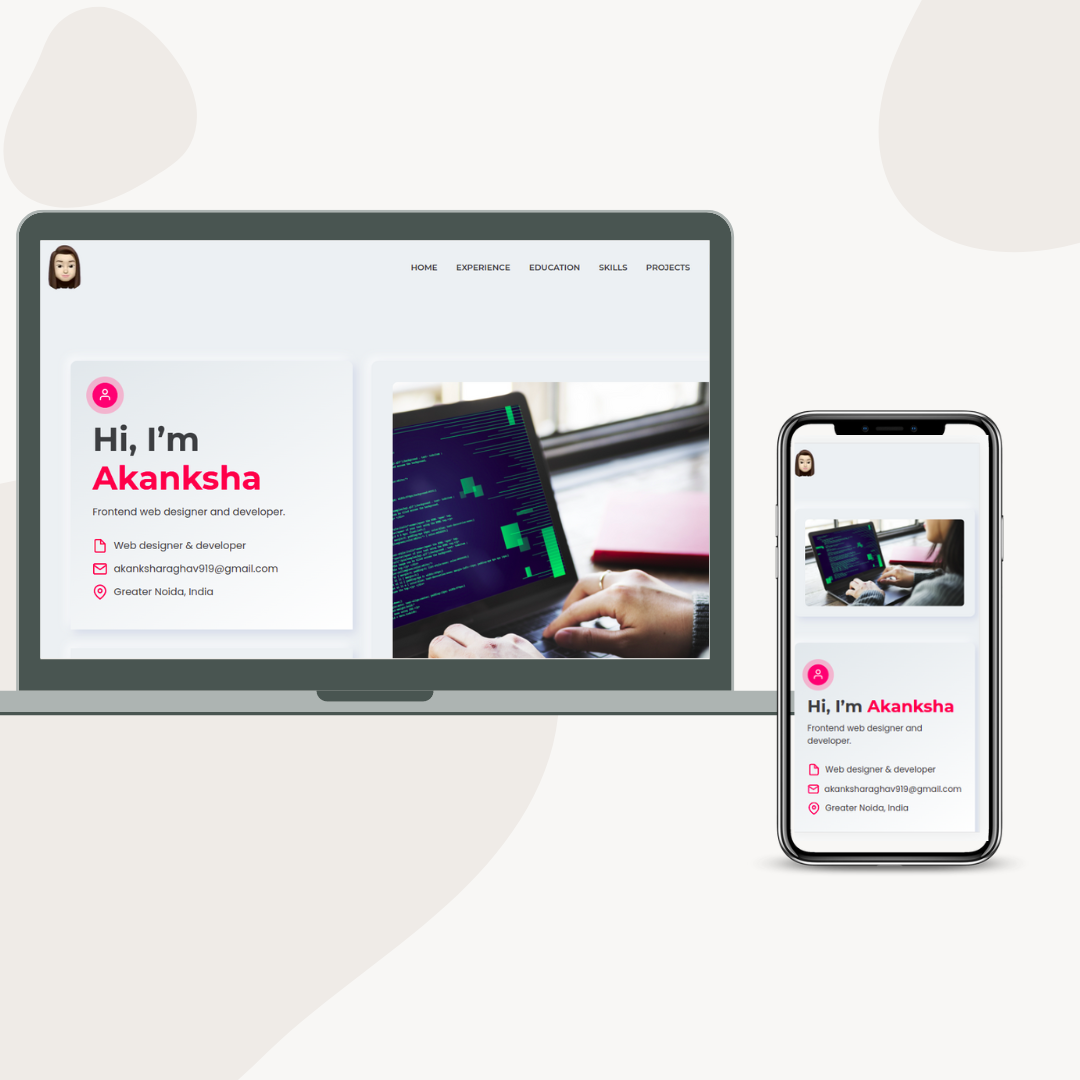 HOME EXPERIENCE EDUCATION SKILLS PROJECTS
Hi, I’m
Akanksha
Frontend web designer and developer.
Web designer & developer
akanksharaghav919@gmail.com
Greater Noida, India
Hi, I’m Akanksha
Frontend web designer and
developer.
Web designer & developer
akanksharaghav919@gmail.com
Greater Noida, India